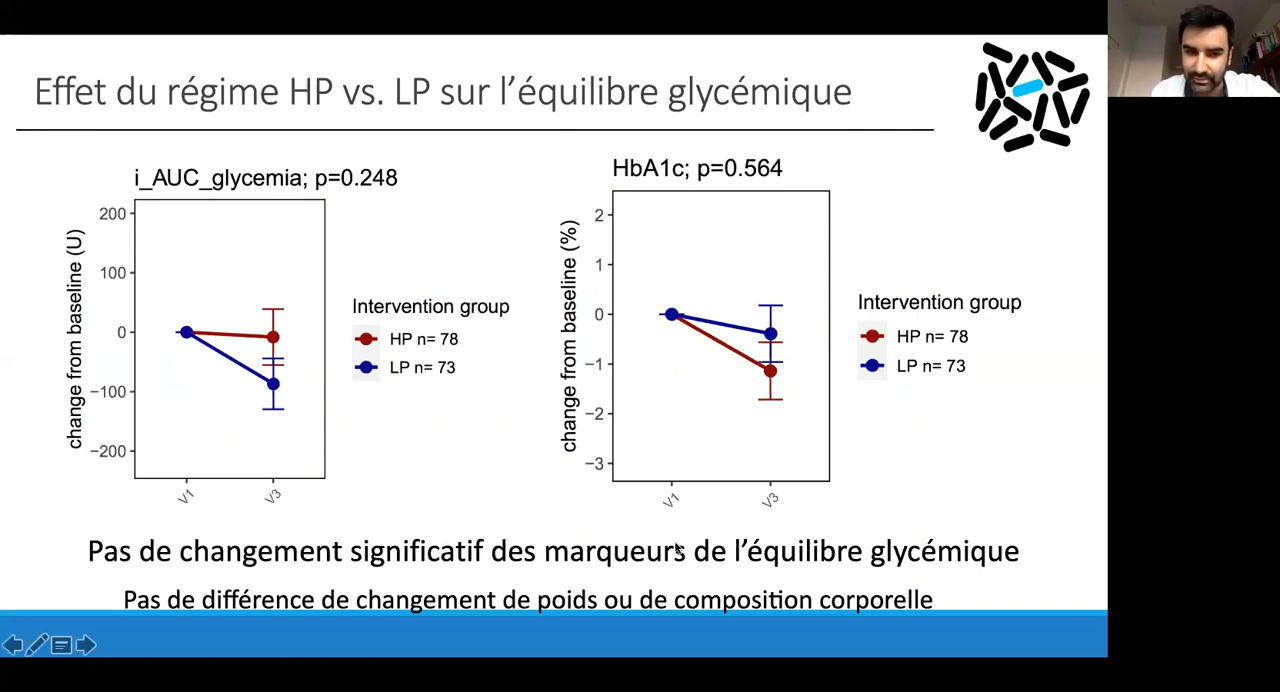 Effet du régime HP vs. LP sur l’équilibre glycémique
i_AUC_glycemia; p=0.248
change from baseline (U)
200
100
0
−100
−200
V1
V3
Intervention group
HP n= 78
LP n= 73
HbA1c; p=0.564
change from baseline (%)
2
1
0
−1
−2
−3
V1
V3
Intervention group
HP n= 78
LP n= 73
Pas de changement significatif des marqueurs de l’équilibre glycémique
Pas de différence de changement de poids ou de composition corporelle